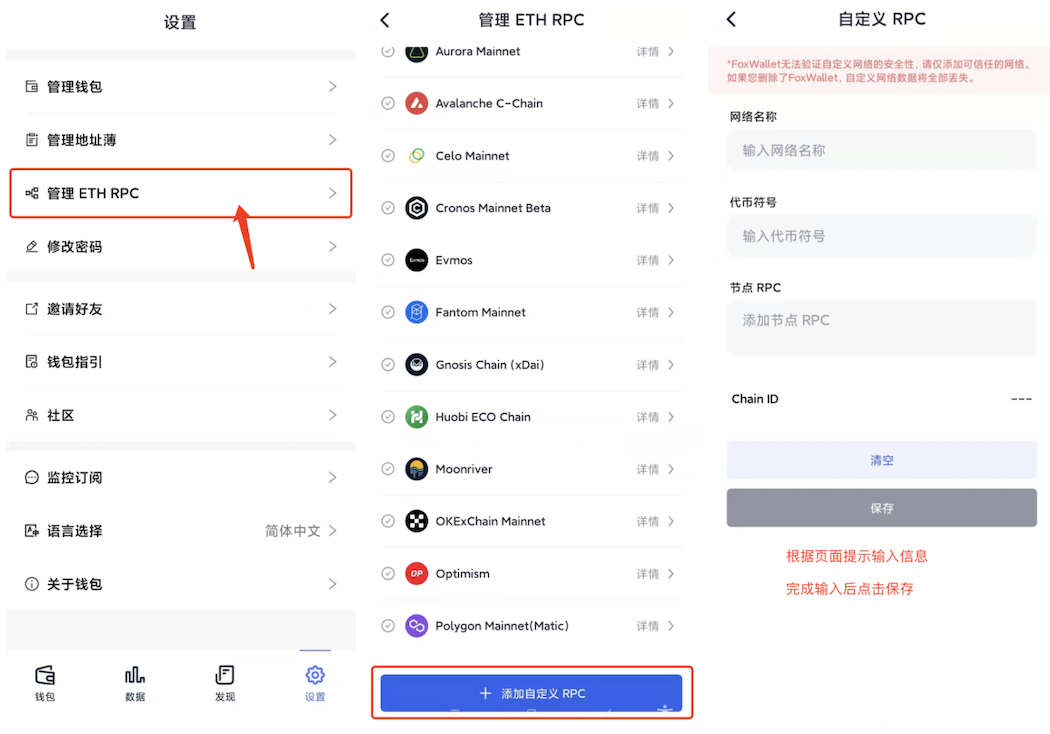 设置
管理钱包
管理地址薄
管理 ETH RPC
修改密码
邀请好友
钱包指引
社区
监控订阅
语言选择 简体中文
关于钱包
钱包 数据 发现 设置
管理 ETH RPC
Aurora Mainnet 详情
Avalanche C-Chain 详情
Celo Mainnet 详情
Cronos Mainnet Beta 详情
Evmos Evmos 详情
Fantom Mainnet 详情
Gnosis Chain (xDai) 详情
Huobi ECO Chain 详情
Moonriver 详情
OKExChain Mainnet 详情
OP Optimism 详情
Polygon Mainnet(Matic) 详情
+ 添加自定义 RPC
自定义 RPC
*FoxWallet无法验证自定义网络的安全性, 请仅添加可信任的网络。
如果您删除了FoxWallet, 自定义网络数据将全部丢失。
网络名称
输入网络名称
代币符号
输入代币符号
节点 RPC
添加节点 RPC
Chain ID ---
清空
保存
根据页面提示输入信息
完成输入后点击保存